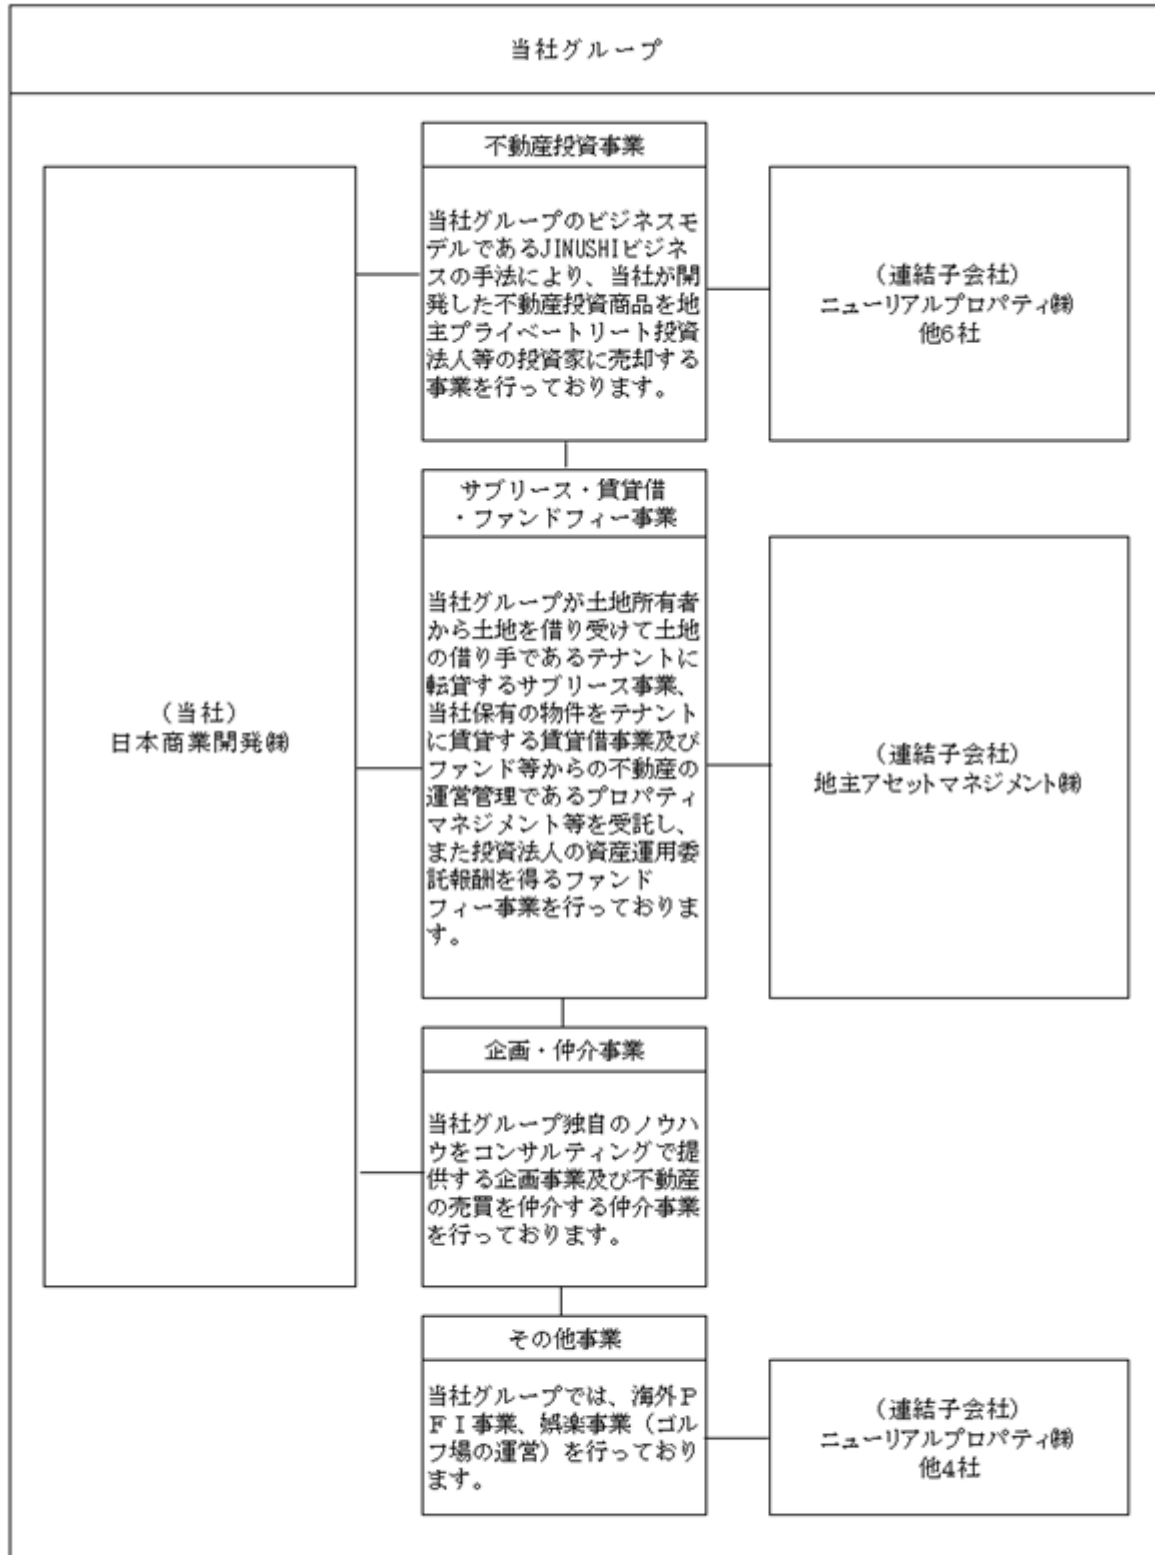 当社グループ
不動産投資事業
当社グループのビジネスモ
デルであるJINUSHIビジネ
スの手法により、当社が開
発した不動産投資商品を地
主プライベートリート投資
法人等の投資家に売却する
事業を行っております。
(連結子会社)
ニューリアルプロパティ㈱
他6社
(当社)
日本商業開発㈱
サブリース・賃貸借
・ファンドフィー事業
当社グループが土地所有者
から土地を借り受けて土地
の借り手であるテナントに
転貸するサブリース事業、
当社保有の物件をテナント
に賃貸する賃貸借事業及び
ファンド等からの不動産の
運営管理であるプロパティ
マネジメント等を受託し、
また投資法人の資産運用委
託報酬を得るファンド
フィー事業を行っておりま
す。
(連結子会社)
地主アセットマネジメント㈱
企画・仲介事業
当社グループ独自のノウハ
ウをコンサルティングで提
供する企画事業及び不動産
の売買を仲介する仲介事業
を行っております。
その他事業
当社グループでは、海外Ｐ
ＦＩ事業、娯楽事業（ゴル
フ場の運営）を行っており
ます。
(連結子会社)
ニューリアルプロパティ㈱
他4社